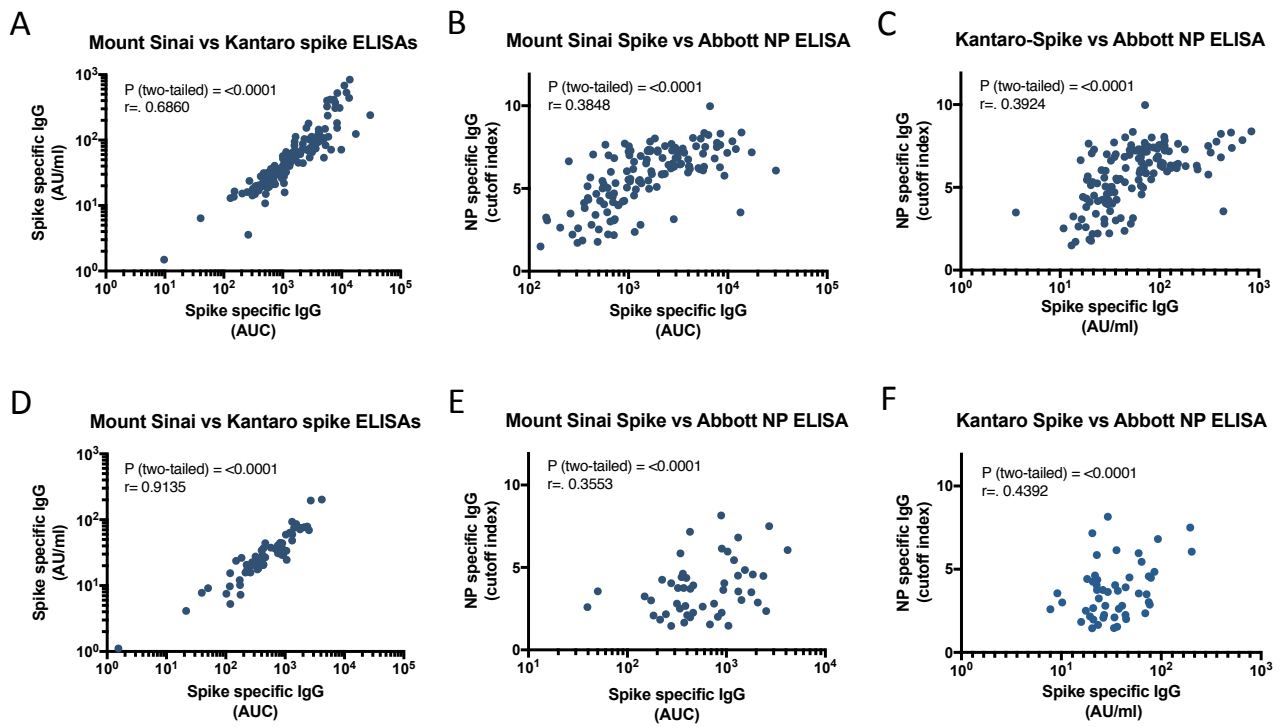 A
Mount Sinai vs Kantaro spike ELISAs
P (two-tailed) = <0.0001
r=. 0.6860
Spike specific IgG
(AU/ml)
10³
10²
10¹
10⁰
10⁰ 10¹ 10² 10³ 10⁴ 10⁵
Spike specific IgG
(AUC)
B
Mount Sinai Spike vs Abbott NP ELISA
P (two-tailed) = <0.0001
r= 0.3848
NP specific IgG
(cutoff index)
10
5
0
10² 10³ 10⁴ 10⁵
Spike specific IgG
(AUC)
C
Kantaro-Spike vs Abbott NP ELISA
P (two-tailed) = <0.0001
r=. 0.3924
NP specific IgG
(cutoff index)
10
5
0
10⁰ 10¹ 10² 10³
Spike specific IgG
(AU/ml)
D
Mount Sinai vs Kantaro spike ELISAs
P (two-tailed) = <0.0001
r= 0.9135
Spike specific IgG
(AU/ml)
10³
10²
10¹
10⁰
10⁰ 10¹ 10² 10³ 10⁴ 10⁵
Spike specific IgG
(AUC)
E
Mount Sinai Spike vs Abbott NP ELISA
P (two-tailed) = <0.0001
r=. 0.3553
NP specific IgG
(cutoff index)
10
5
0
10¹ 10² 10³ 10⁴
Spike specific IgG
(AUC)
F
Kantaro Spike vs Abbott NP ELISA
P (two-tailed) = <0.0001
r=. 0.4392
NP specific IgG
(cutoff index)
10
5
0
10⁰ 10¹ 10² 10³
Spike specific IgG
(AU/ml)